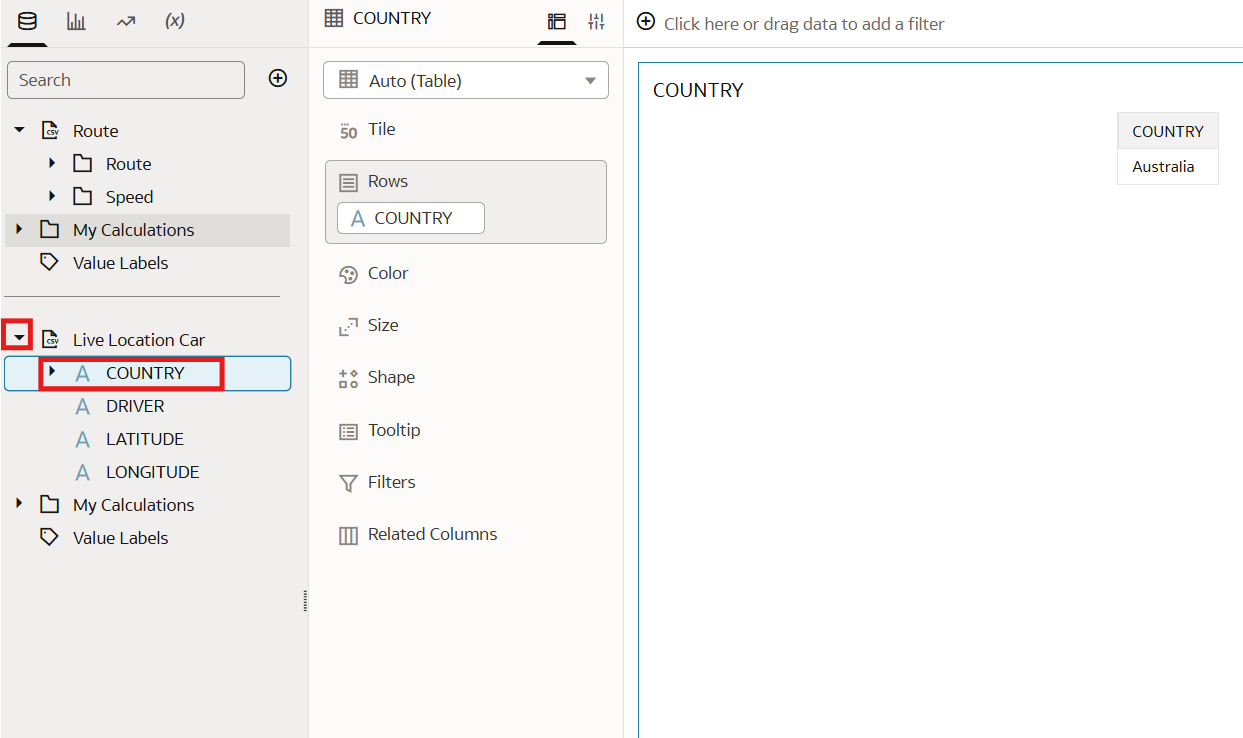 (x)
Search
Route
Route
Speed
My Calculations
Value Labels
Live Location Car
A COUNTRY
A DRIVER
A LATITUDE
A LONGITUDE
My Calculations
Value Labels
COUNTRY
Auto (Table)
50 Tile
Rows
A COUNTRY
Color
Size
Shape
Tooltip
Filters
Related Columns
Click here or drag data to add a filter
COUNTRY
COUNTRY
Australia